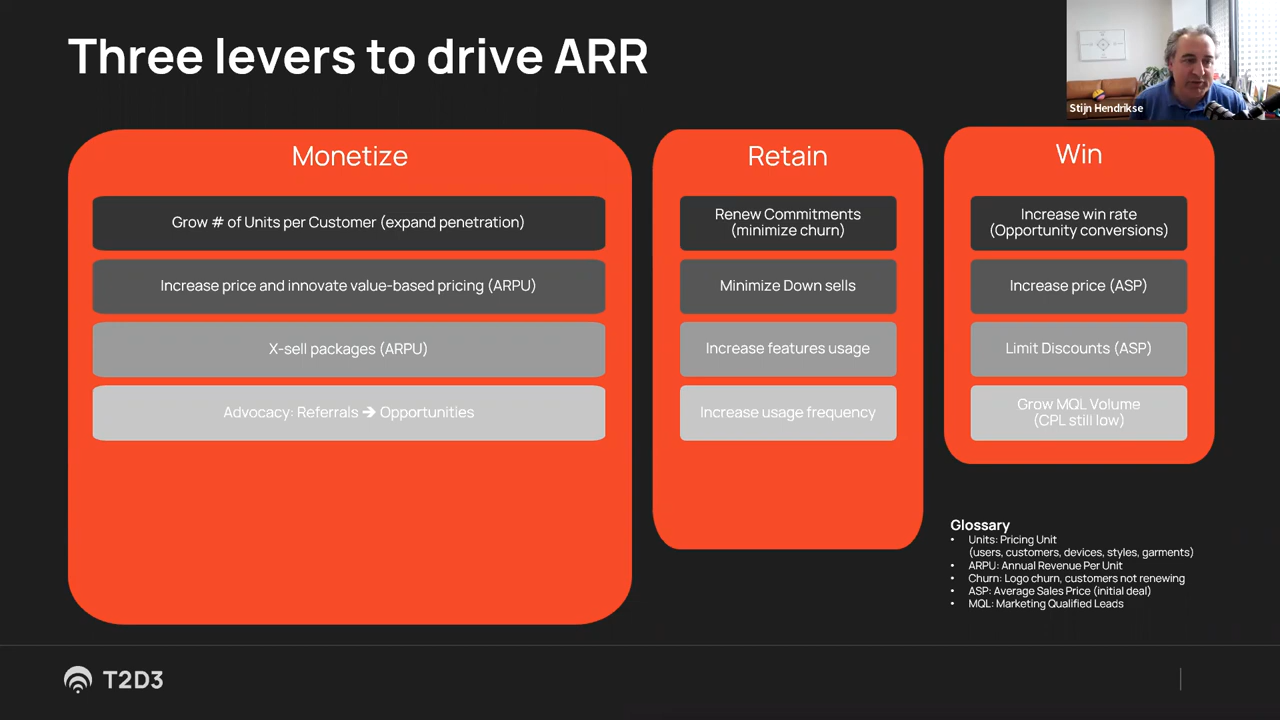 Three levers to drive ARR
Stijn Hendrikse
Monetize
Grow # of Units per Customer (expand penetration)
Increase price and innovate value-based pricing (ARPU)
X-sell packages (ARPU)
Advocacy: Referrals ➔ Opportunities
Retain
Renew Commitments
(minimize churn)
Minimize Down sells
Increase features usage
Increase usage frequency
Win
Increase win rate
(Opportunity conversions)
Increase price (ASP)
Limit Discounts (ASP)
Grow MQL Volume
(CPL still low)
Glossary
• Units: Pricing Unit
(users, customers, devices, styles, garments)
• ARPU: Annual Revenue Per Unit
• Churn: Logo churn, customers not renewing
• ASP: Average Sales Price (initial deal)
• MQL: Marketing Qualified Leads
T2D3